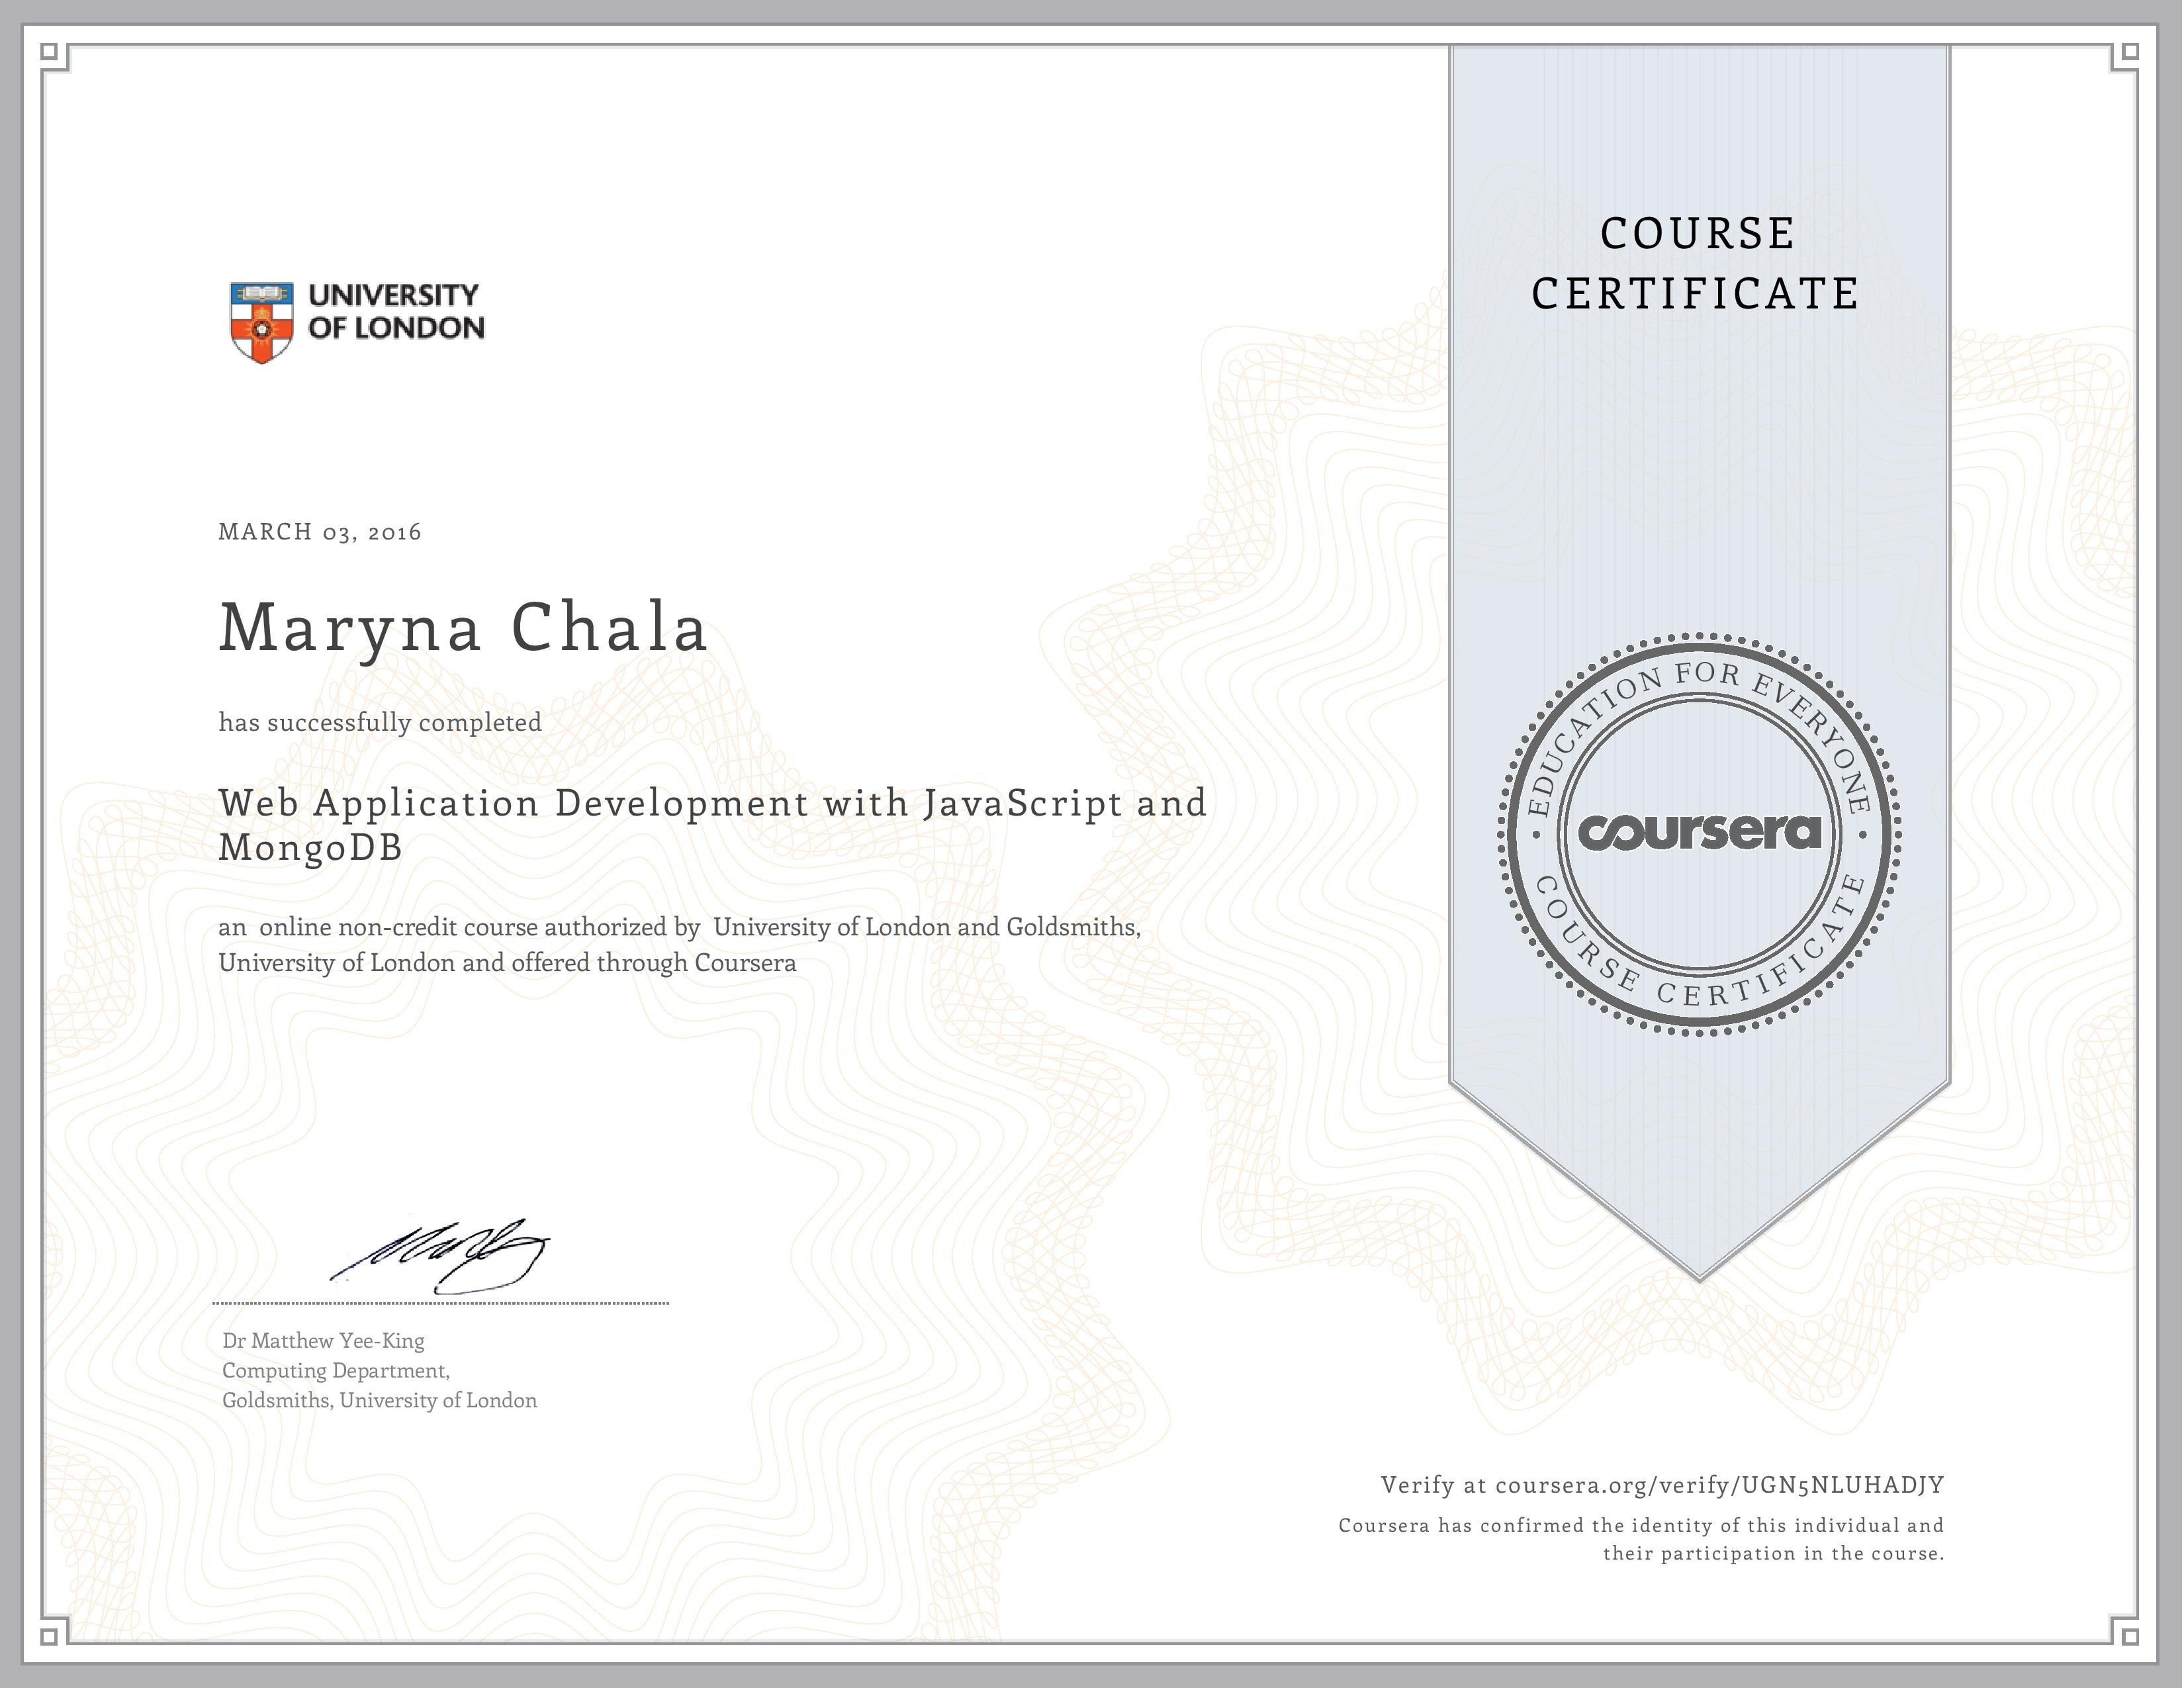 UNIVERSITY
OF LONDON
MARCH 03, 2016
Maryna Chala
has successfully completed
Web Application Development with JavaScript and
MongoDB
an  online non-credit course authorized by  University of London and Goldsmiths,
University of London and offered through Coursera
Dr Matthew Yee-King
Computing Department,
Goldsmiths, University of London
COURSE
CERTIFICATE
EDUCATION FOR EVERYONE
coursera
COURSE CERTIFICATE
Verify at coursera.org/verify/UGN5NLUHADJY
Coursera has confirmed the identity of this individual and
their participation in the course.